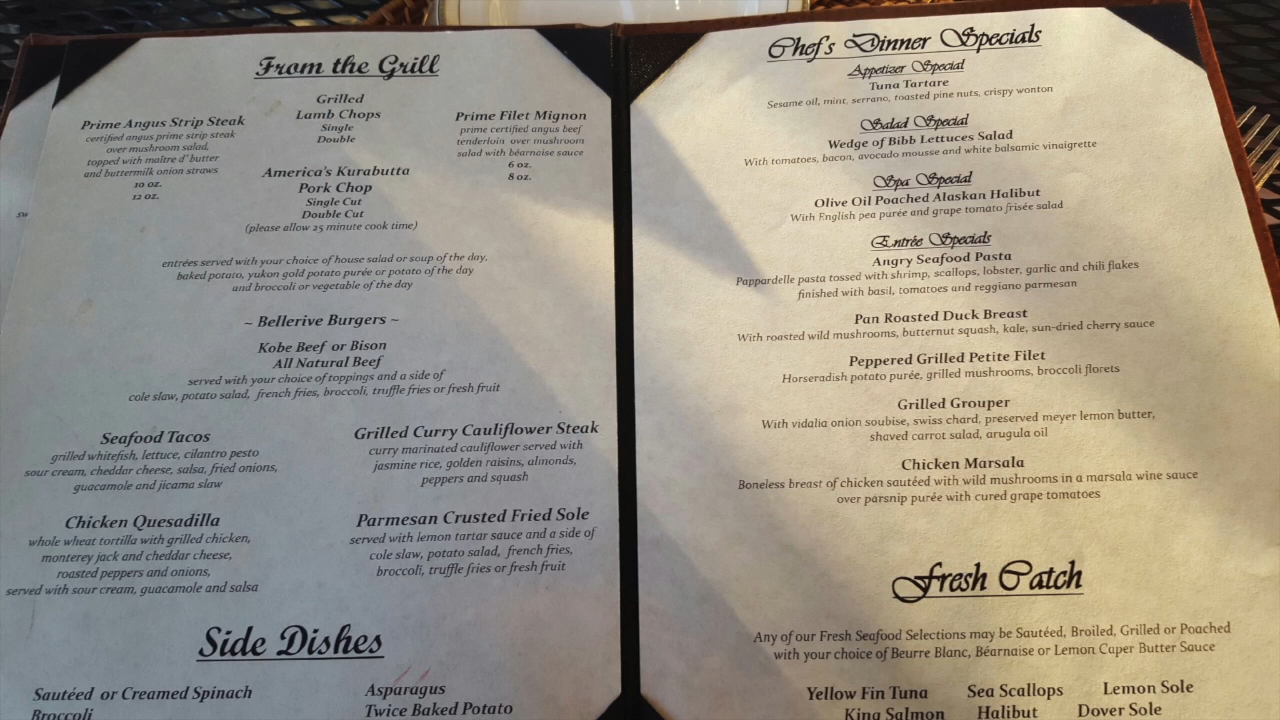 From the Grill
Prime Angus Strip Steak
certified angus prime strip steak
over mushroom salad,
topped with maître d' butter
and buttermilk onion straws
10 oz.
12 oz.
Grilled
Lamb Chops
Single
Double
America's Kurabutta
Pork Chop
Single Cut
Double Cut
(please allow 25 minute cook time)
Prime Filet Mignon
prime certified angus beef
tenderloin over mushroom
salad with béarnaise sauce
6 oz.
8 oz.
entrées served with your choice of house salad or soup of the day,
baked potato, yukon gold potato purée or potato of the day
and broccoli or vegetable of the day
~ Bellerive Burgers ~
Kobe Beef or Bison
All Natural Beef
served with your choice of toppings and a side of
cole slaw, potato salad, french fries, broccoli, truffle fries or fresh fruit
Seafood Tacos
grilled whitefish, lettuce, cilantro pesto
sour cream, cheddar cheese, salsa, fried onions,
guacamole and jicama slaw
Grilled Curry Cauliflower Steak
curry marinated cauliflower served with
jasmine rice, golden raisins, almonds,
peppers and squash
Chicken Quesadilla
whole wheat tortilla with grilled chicken,
monterey jack and cheddar cheese,
roasted peppers and onions,
served with sour cream, guacamole and salsa
Parmesan Crusted Fried Sole
served with lemon tartar sauce and a side of
cole slaw, potato salad, french fries,
broccoli, truffle fries or fresh fruit
Side Dishes
Sautéed or Creamed Spinach
Broccoli
Asparagus
Twice Baked Potato
Chef's Dinner Specials
Appetizer Special
Tuna Tartare
Sesame oil, mint, serrano, toasted pine nuts, crispy wonton
Salad Special
Wedge of Bibb Lettuces Salad
With tomatoes, bacon, avocado mousse and white balsamic vinaigrette
Spa Special
Olive Oil Poached Alaskan Halibut
With English pea purée and grape tomato frisée salad
Entrée Specials
Angry Seafood Pasta
Pappardelle pasta tossed with shrimp, scallops, lobster, garlic and chili flakes
finished with basil, tomatoes and reggiano parmesan
Pan Roasted Duck Breast
With roasted wild mushrooms, butternut squash, kale, sun-dried cherry sauce
Peppered Grilled Petite Filet
Horseradish potato purée, grilled mushrooms, broccoli florets
Grilled Grouper
With vidalia onion soubise, swiss chard, preserved meyer lemon butter,
shaved carrot salad, arugula oil
Chicken Marsala
Boneless breast of chicken sautéed with wild mushrooms in a marsala wine sauce
over parsnip purée with cured grape tomatoes
Fresh Catch
Any of our Fresh Seafood Selections may be Sautéed, Broiled, Grilled or Poached
with your choice of Beurre Blanc, Béarnaise or Lemon Caper Butter Sauce
Yellow Fin Tuna Sea Scallops Lemon Sole
King Salmon Halibut Dover Sole